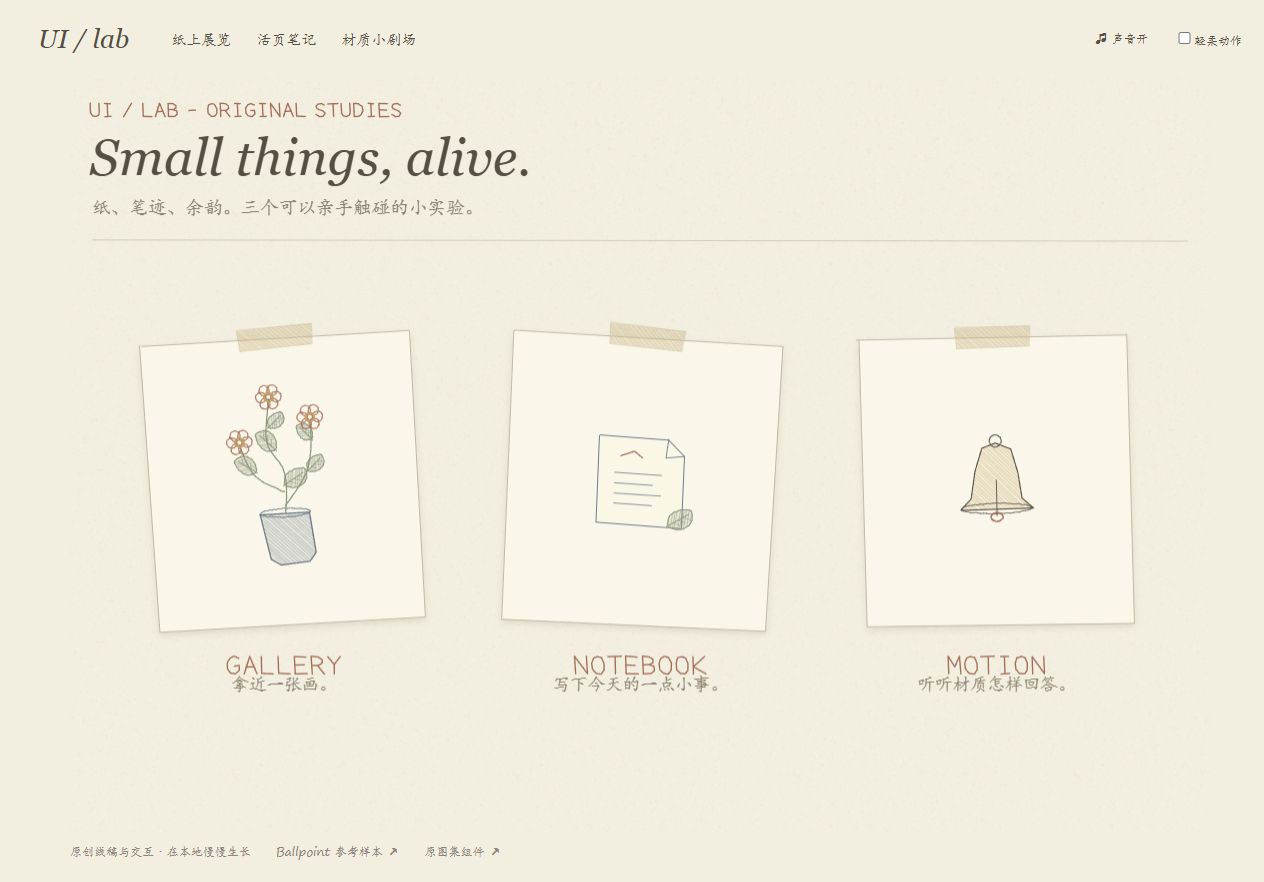 UI / lab
纸上展览
活页笔记
材质小剧场
♫ 声音开
轻柔动作
UI / LAB - ORIGINAL STUDIES
Small things, alive.
纸、笔迹、余韵。三个可以亲手触碰的小实验。
GALLERY
拿近一张画。
NOTEBOOK
写下今天的一点小事。
MOTION
听听材质怎样回答。
原创线稿与交互 · 在本地慢慢生长
Ballpoint 参考样本 ↗
原图集组件 ↗